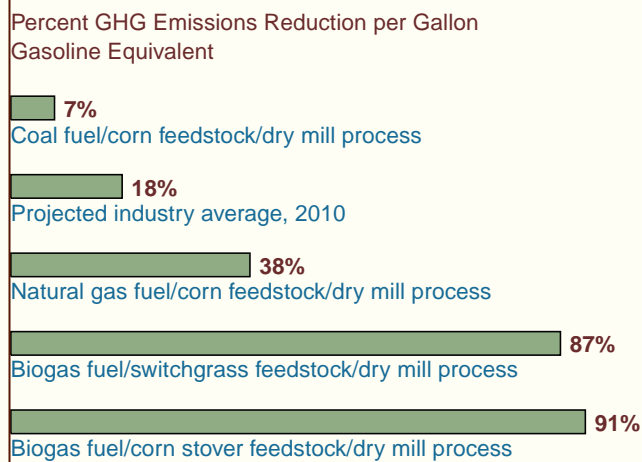 Percent GHG Emissions Reduction per Gallon
Gasoline Equivalent
7%
Coal fuel/corn feedstock/dry mill process
18%
Projected industry average, 2010
38%
Natural gas fuel/corn feedstock/dry mill process
87%
Biogas fuel/switchgrass feedstock/dry mill process
91%
Biogas fuel/corn stover feedstock/dry mill process